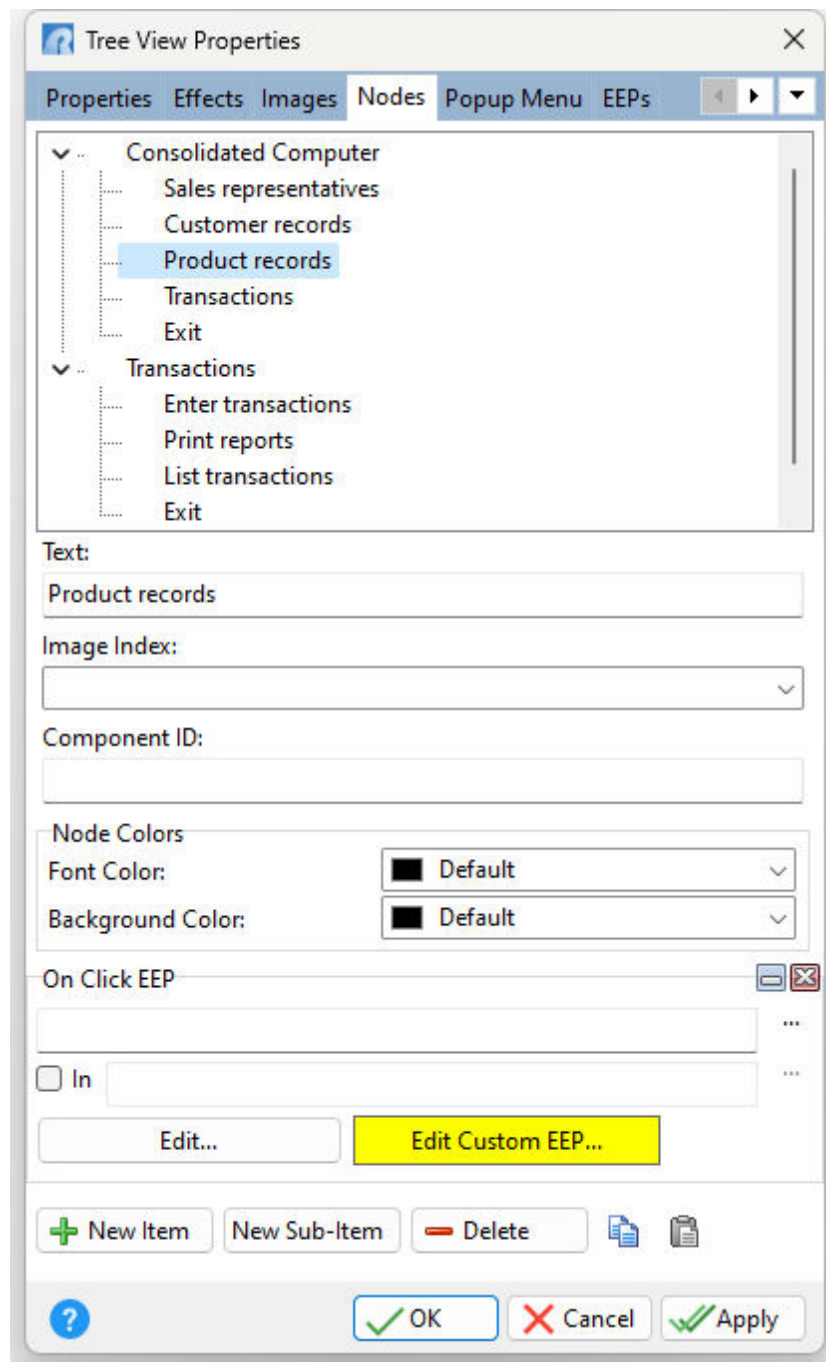 Tree View Properties
Properties Effects Images Nodes Popup Menu EEPs
Consolidated Computer
Sales representatives
Customer records
Product records
Transactions
Exit
Transactions
Enter transactions
Print reports
List transactions
Exit
Text:
Product records
Image Index:
Component ID:
Node Colors
Font Color: Default
Background Color: Default
On Click EEP
...
In ...
Edit... Edit Custom EEP...
New Item New Sub-Item Delete
? OK Cancel Apply